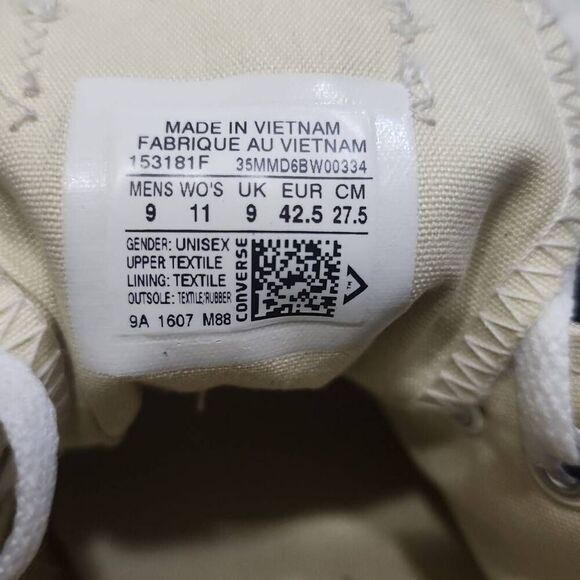 MADE IN VIETNAM
FABRIQUE AU VIETNAM
153181F 35MMD6BW00334
MENS WO'S UK EUR CM
9 11 9 42.5 27.5
GENDER: UNISEX
UPPER TEXTILE
LINING: TEXTILE
OUTSOLE: TEXTILE/RUBBER
9A 1607 M88
CONVERSE
TM